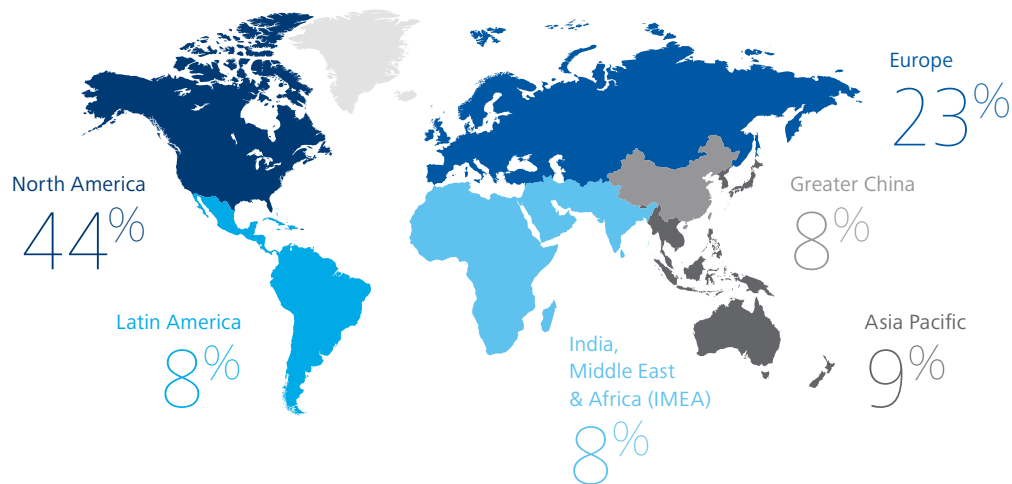 Europe
23%
North America
44%
Greater China
8%
Latin America
8%
Asia Pacific
9%
India,
Middle East
& Africa (IMEA)
8%